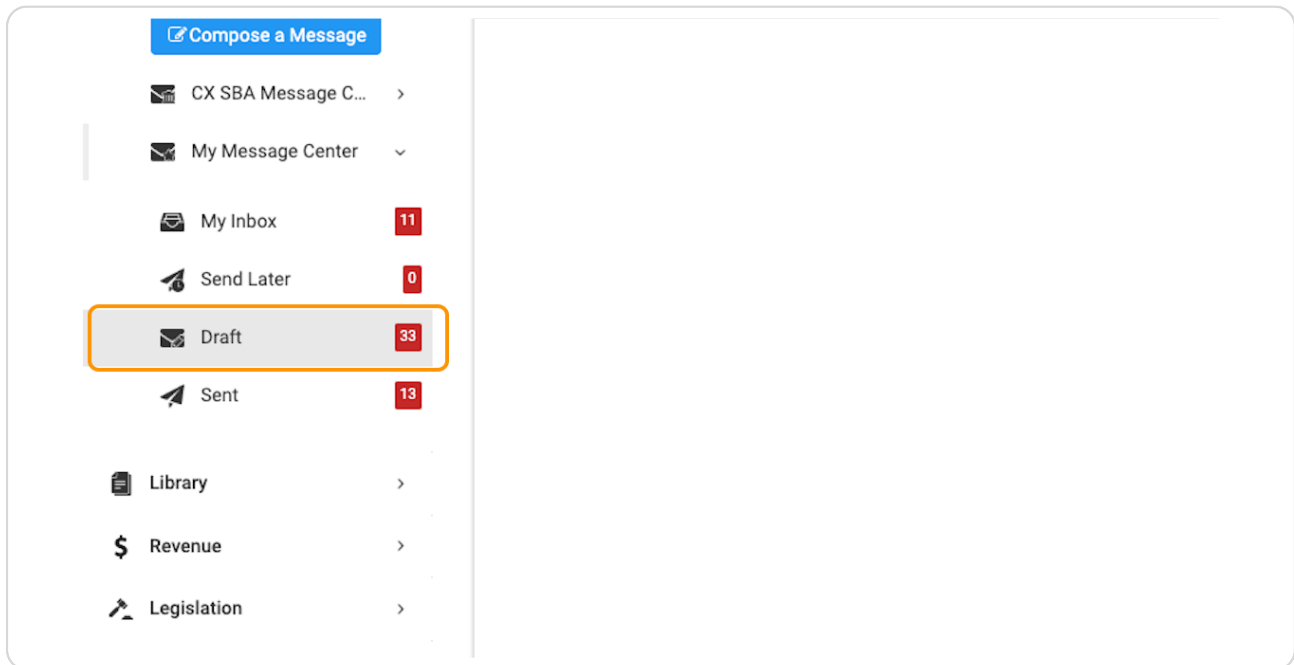 Compose a Message
CX SBA Message C...
My Message Center
My Inbox 11
Send Later 0
Draft 33
Sent 13
Library
Revenue
Legislation